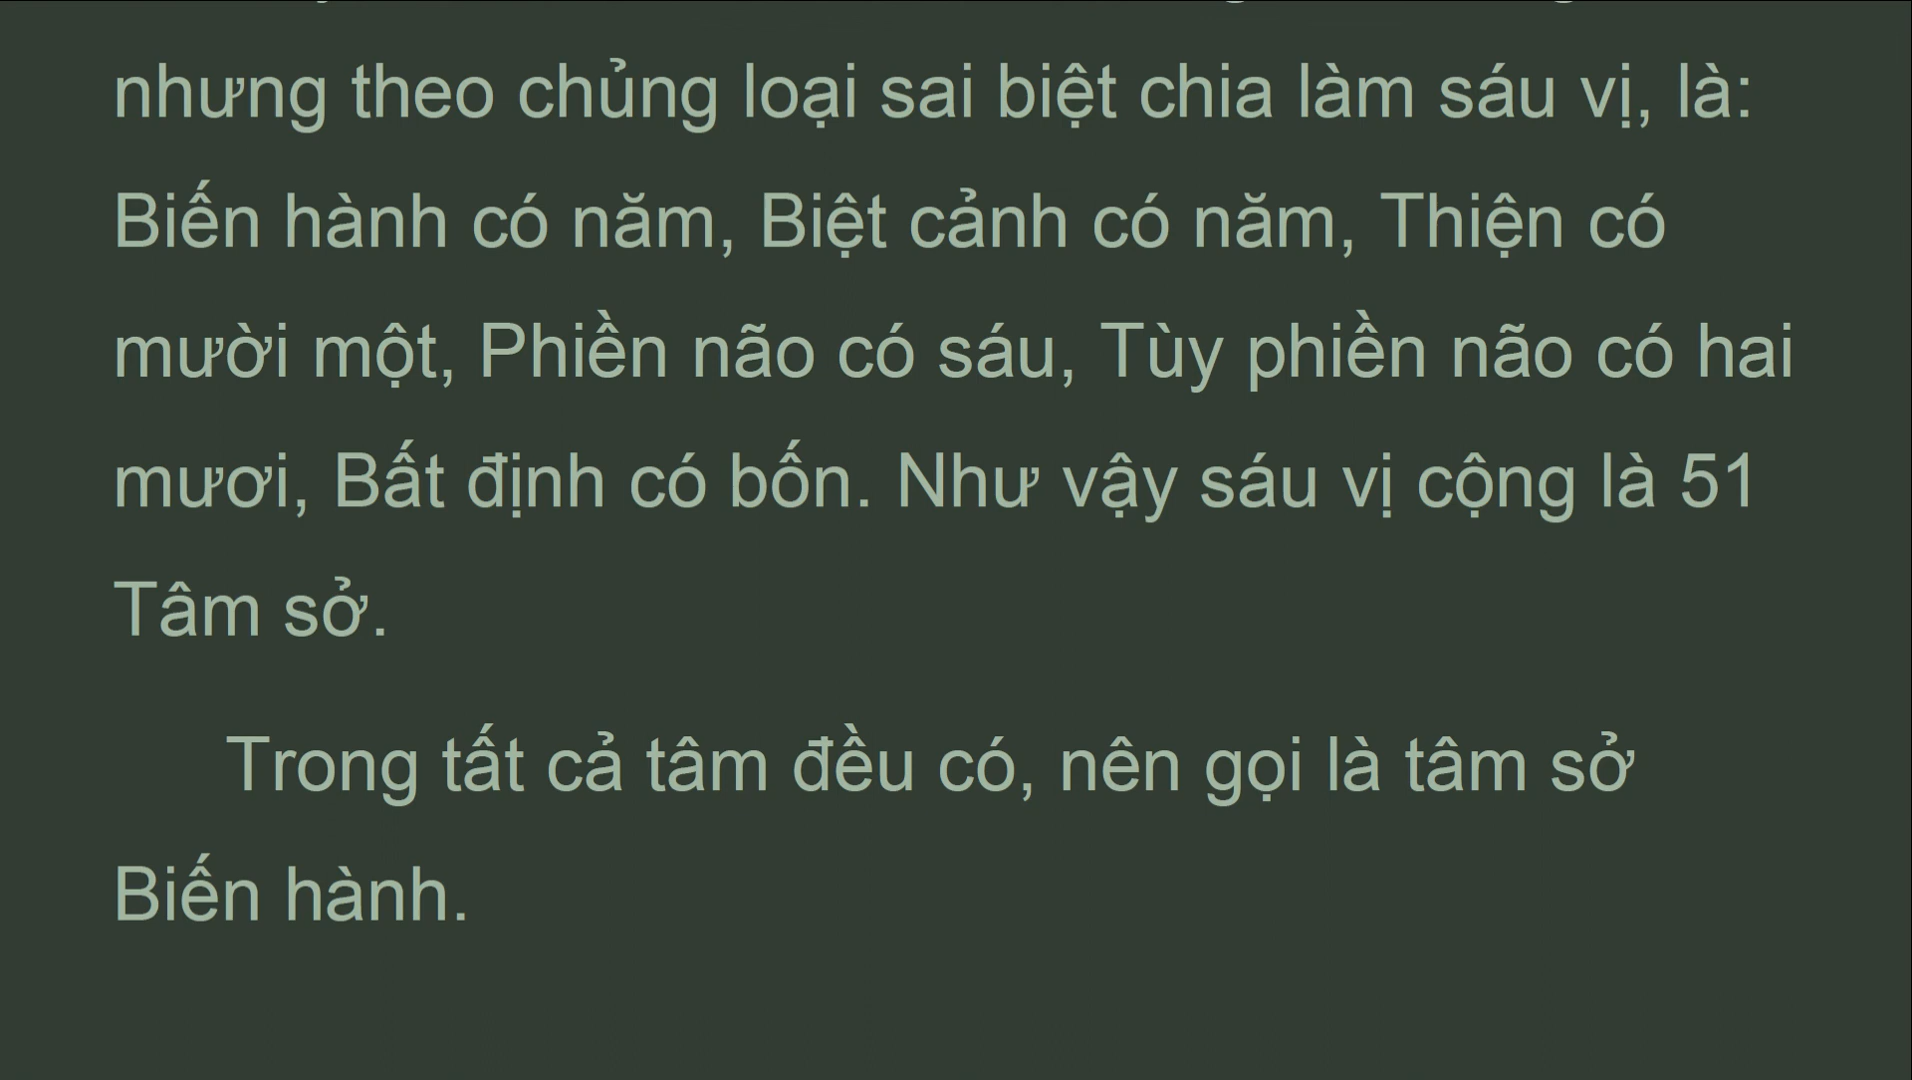 nhưng theo chủng loại sai biệt chia làm sáu vị, là:
Biến hành có năm, Biệt cảnh có năm, Thiện có
mười một, Phiền não có sáu, Tùy phiền não có hai
mươi, Bất định có bốn. Như vậy sáu vị cộng là 51
Tâm sở.
Trong tất cả tâm đều có, nên gọi là tâm sở
Biến hành.